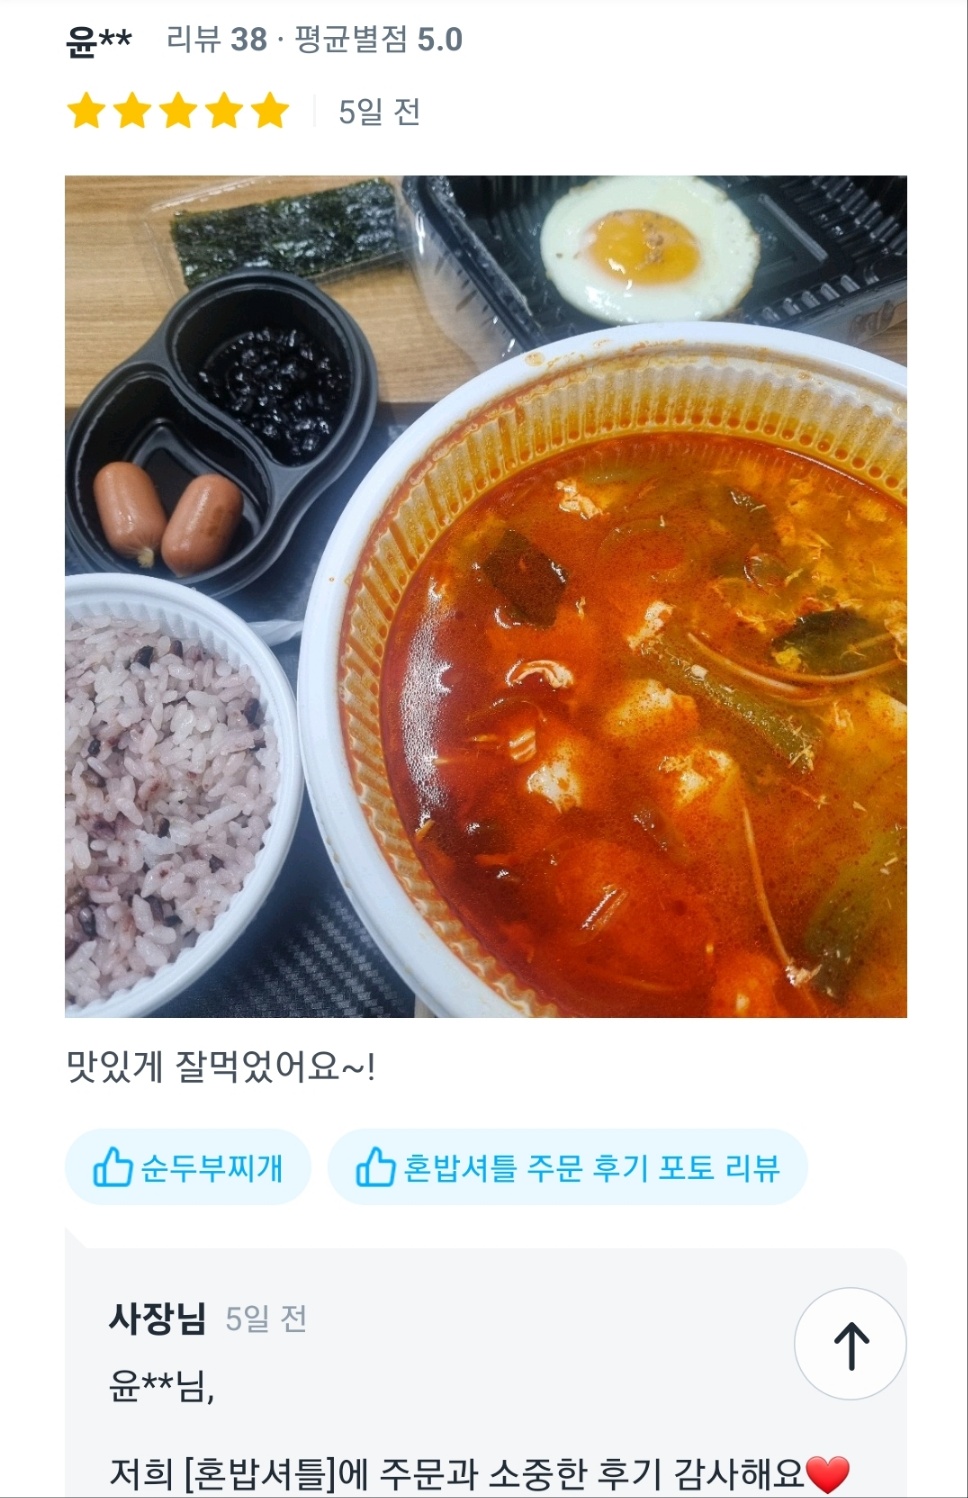 윤** 리뷰 38 · 평균별점 5.0
5일 전
맛있게 잘먹었어요~!
순두부찌개 혼밥셔틀 주문 후기 포토 리뷰
사장님 5일 전
윤**님,
저희 [혼밥셔틀]에 주문과 소중한 후기 감사해요❤️